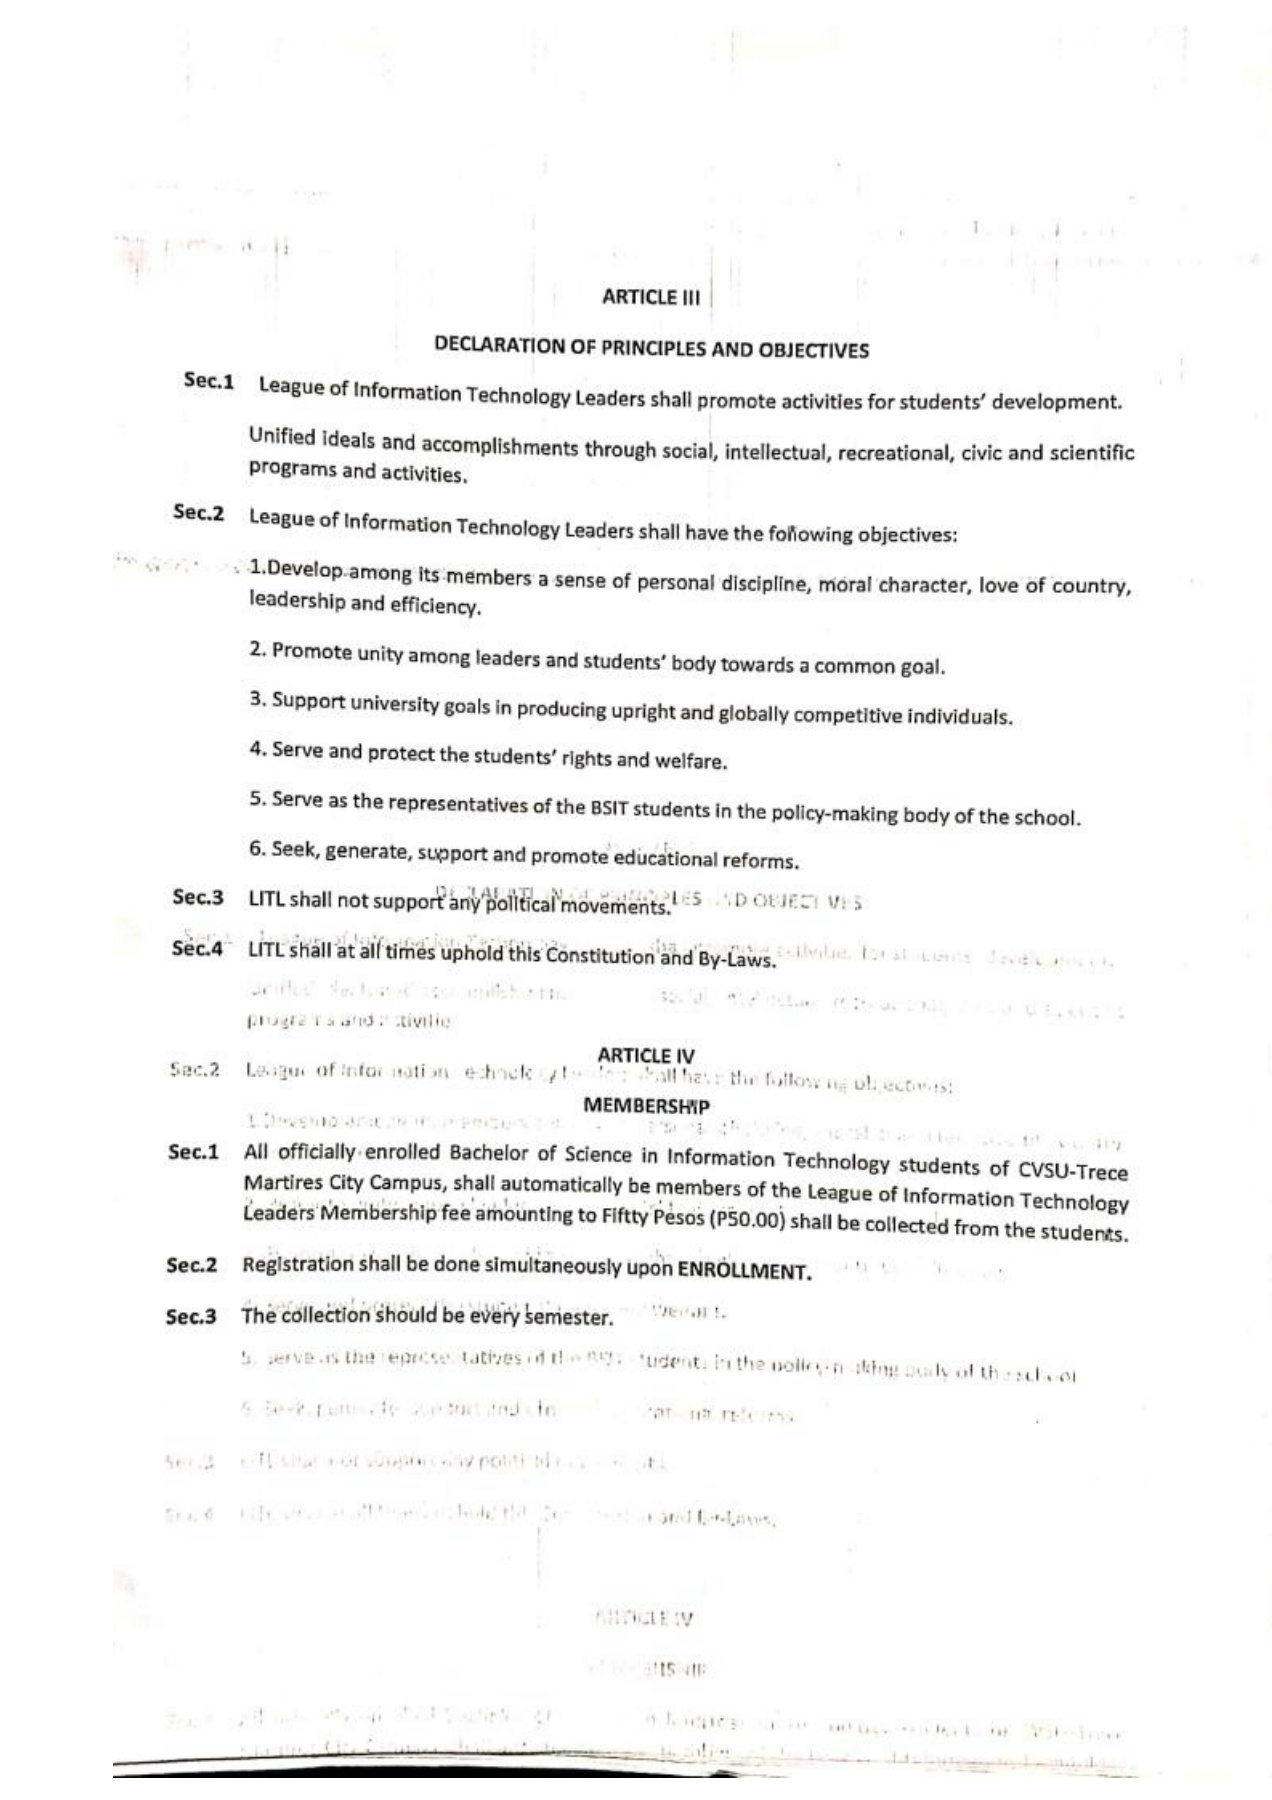 ARTICLE III
DECLARATION OF PRINCIPLES AND OBJECTIVES
Sec.1 League of Information Technology Leaders shall promote activities for students' development.
Unified ideals and accomplishments through social, intellectual, recreational, civic and scientific
programs and activities.
Sec.2 League of Information Technology Leaders shall have the following objectives:
1.Develop among its members a sense of personal discipline, moral character, love of country,
leadership and efficiency.
2. Promote unity among leaders and students' body towards a common goal.
3. Support university goals in producing upright and globally competitive individuals.
4. Serve and protect the students' rights and welfare.
5. Serve as the representatives of the BSIT students in the policy-making body of the school.
6. Seek, generate, support and promote educational reforms.
Sec.3 LITL shall not support any political movements.
Sec.4 LITL shall at all times uphold this Constitution and By-Laws.
ARTICLE IV
MEMBERSHIP
Sec.1 All officially enrolled Bachelor of Science in Information Technology students of CVSU-Trece
Martires City Campus, shall automatically be members of the League of Information Technology
Leaders Membership fee amounting to Fiftty Pesos (P50.00) shall be collected from the students.
Sec.2 Registration shall be done simultaneously upon ENROLLMENT.
Sec.3 The collection should be every semester.